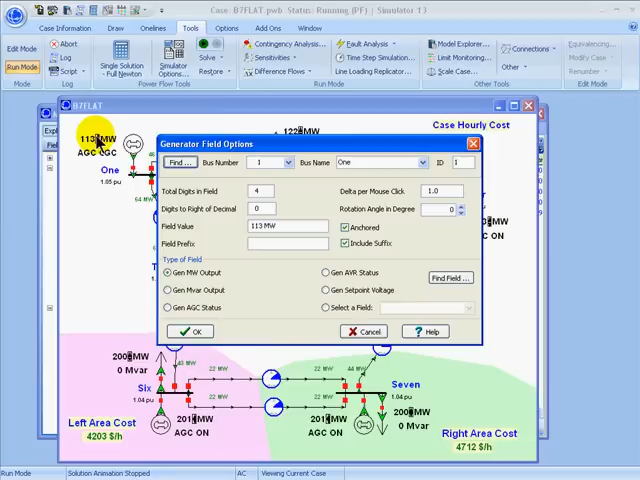 Case: B7FLAT.pwb Status: Running (PF) | Simulator 13
Case Information
Draw
Onelines
Tools
Options
Add Ons
Window
Edit Mode
Run Mode
Mode
Abort
Log
Script
Log
Single Solution
- Full Newton
Simulator
Options...
Power Flow Tools
Solve
Restore
Contingency Analysis...
Sensitivities
Difference Flows
Fault Analysis
Time Step Simulation...
Line Loading Replicator...
Run Mode
Model Explorer...
Limit Monitoring...
Scale Case...
Connections
Other
Other Tools
Equivalencing...
Modify Case
Renumber
Edit Mode
B7FLAT
Case Hourly Cost
113 MW
AGC
One
1.05 pu
Generator Field Options
Find ...
Bus Number
1
Bus Name
One
ID
1
Total Digits in Field
4
Delta per Mouse Click
1.0
Digits to Right of Decimal
0
Rotation Angle in Degree
0
Field Value
113 MW
Anchored
Field Prefix
Include Suffix
Type of Field
Gen MW Output
Gen AVR Status
Find Field ...
Gen Mvar Output
Gen Setpoint Voltage
Gen AGC Status
Select a Field:
OK
Cancel
Help
MW
ON
200 MW
0 Mvar
43 MW
44 MW
Six
1.04 pu
Seven
1.04 pu
201 MW
AGC ON
201 MW
AGC ON
200 MW
0 Mvar
Left Area Cost
4203 $/h
Right Area Cost
4712 $/h
Run Mode
Solution Animation Stopped
AC
Viewing Current Case